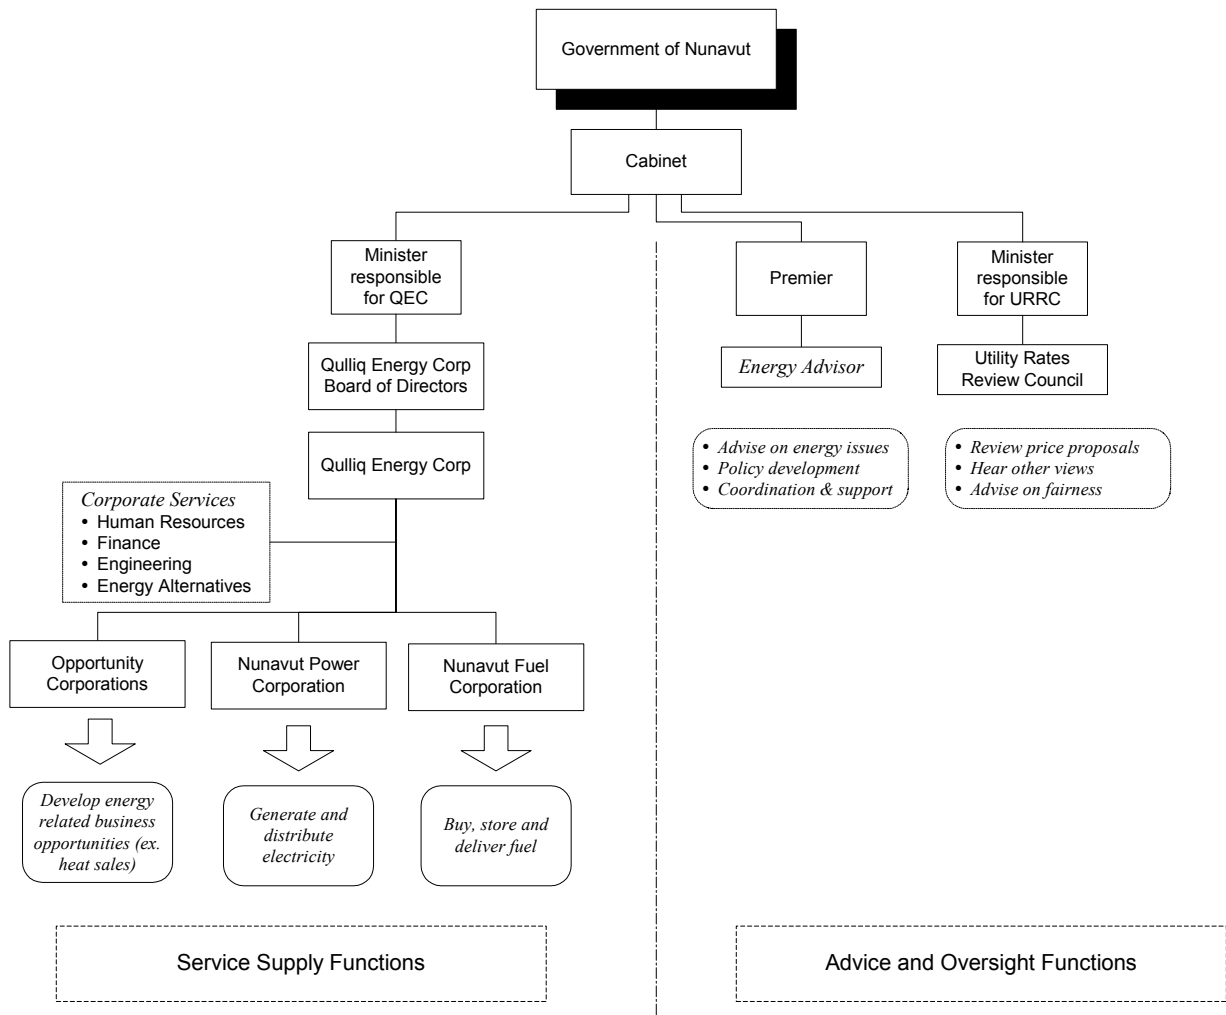 Government of Nunavut
Cabinet
Minister
responsible
for QEC
Premier
Minister
responsible
for URRC
Qulliq Energy Corp
Board of Directors
Energy Advisor
Utility Rates
Review Council
Qulliq Energy Corp
• Advise on energy issues
• Policy development
• Coordination & support
• Review price proposals
• Hear other views
• Advise on fairness
Corporate Services
• Human Resources
• Finance
• Engineering
• Energy Alternatives
Opportunity
Corporations
Nunavut Power
Corporation
Nunavut Fuel
Corporation
Develop energy
related business
opportunities (ex.
heat sales)
Generate and
distribute
electricity
Buy, store and
deliver fuel
Service Supply Functions
Advice and Oversight Functions